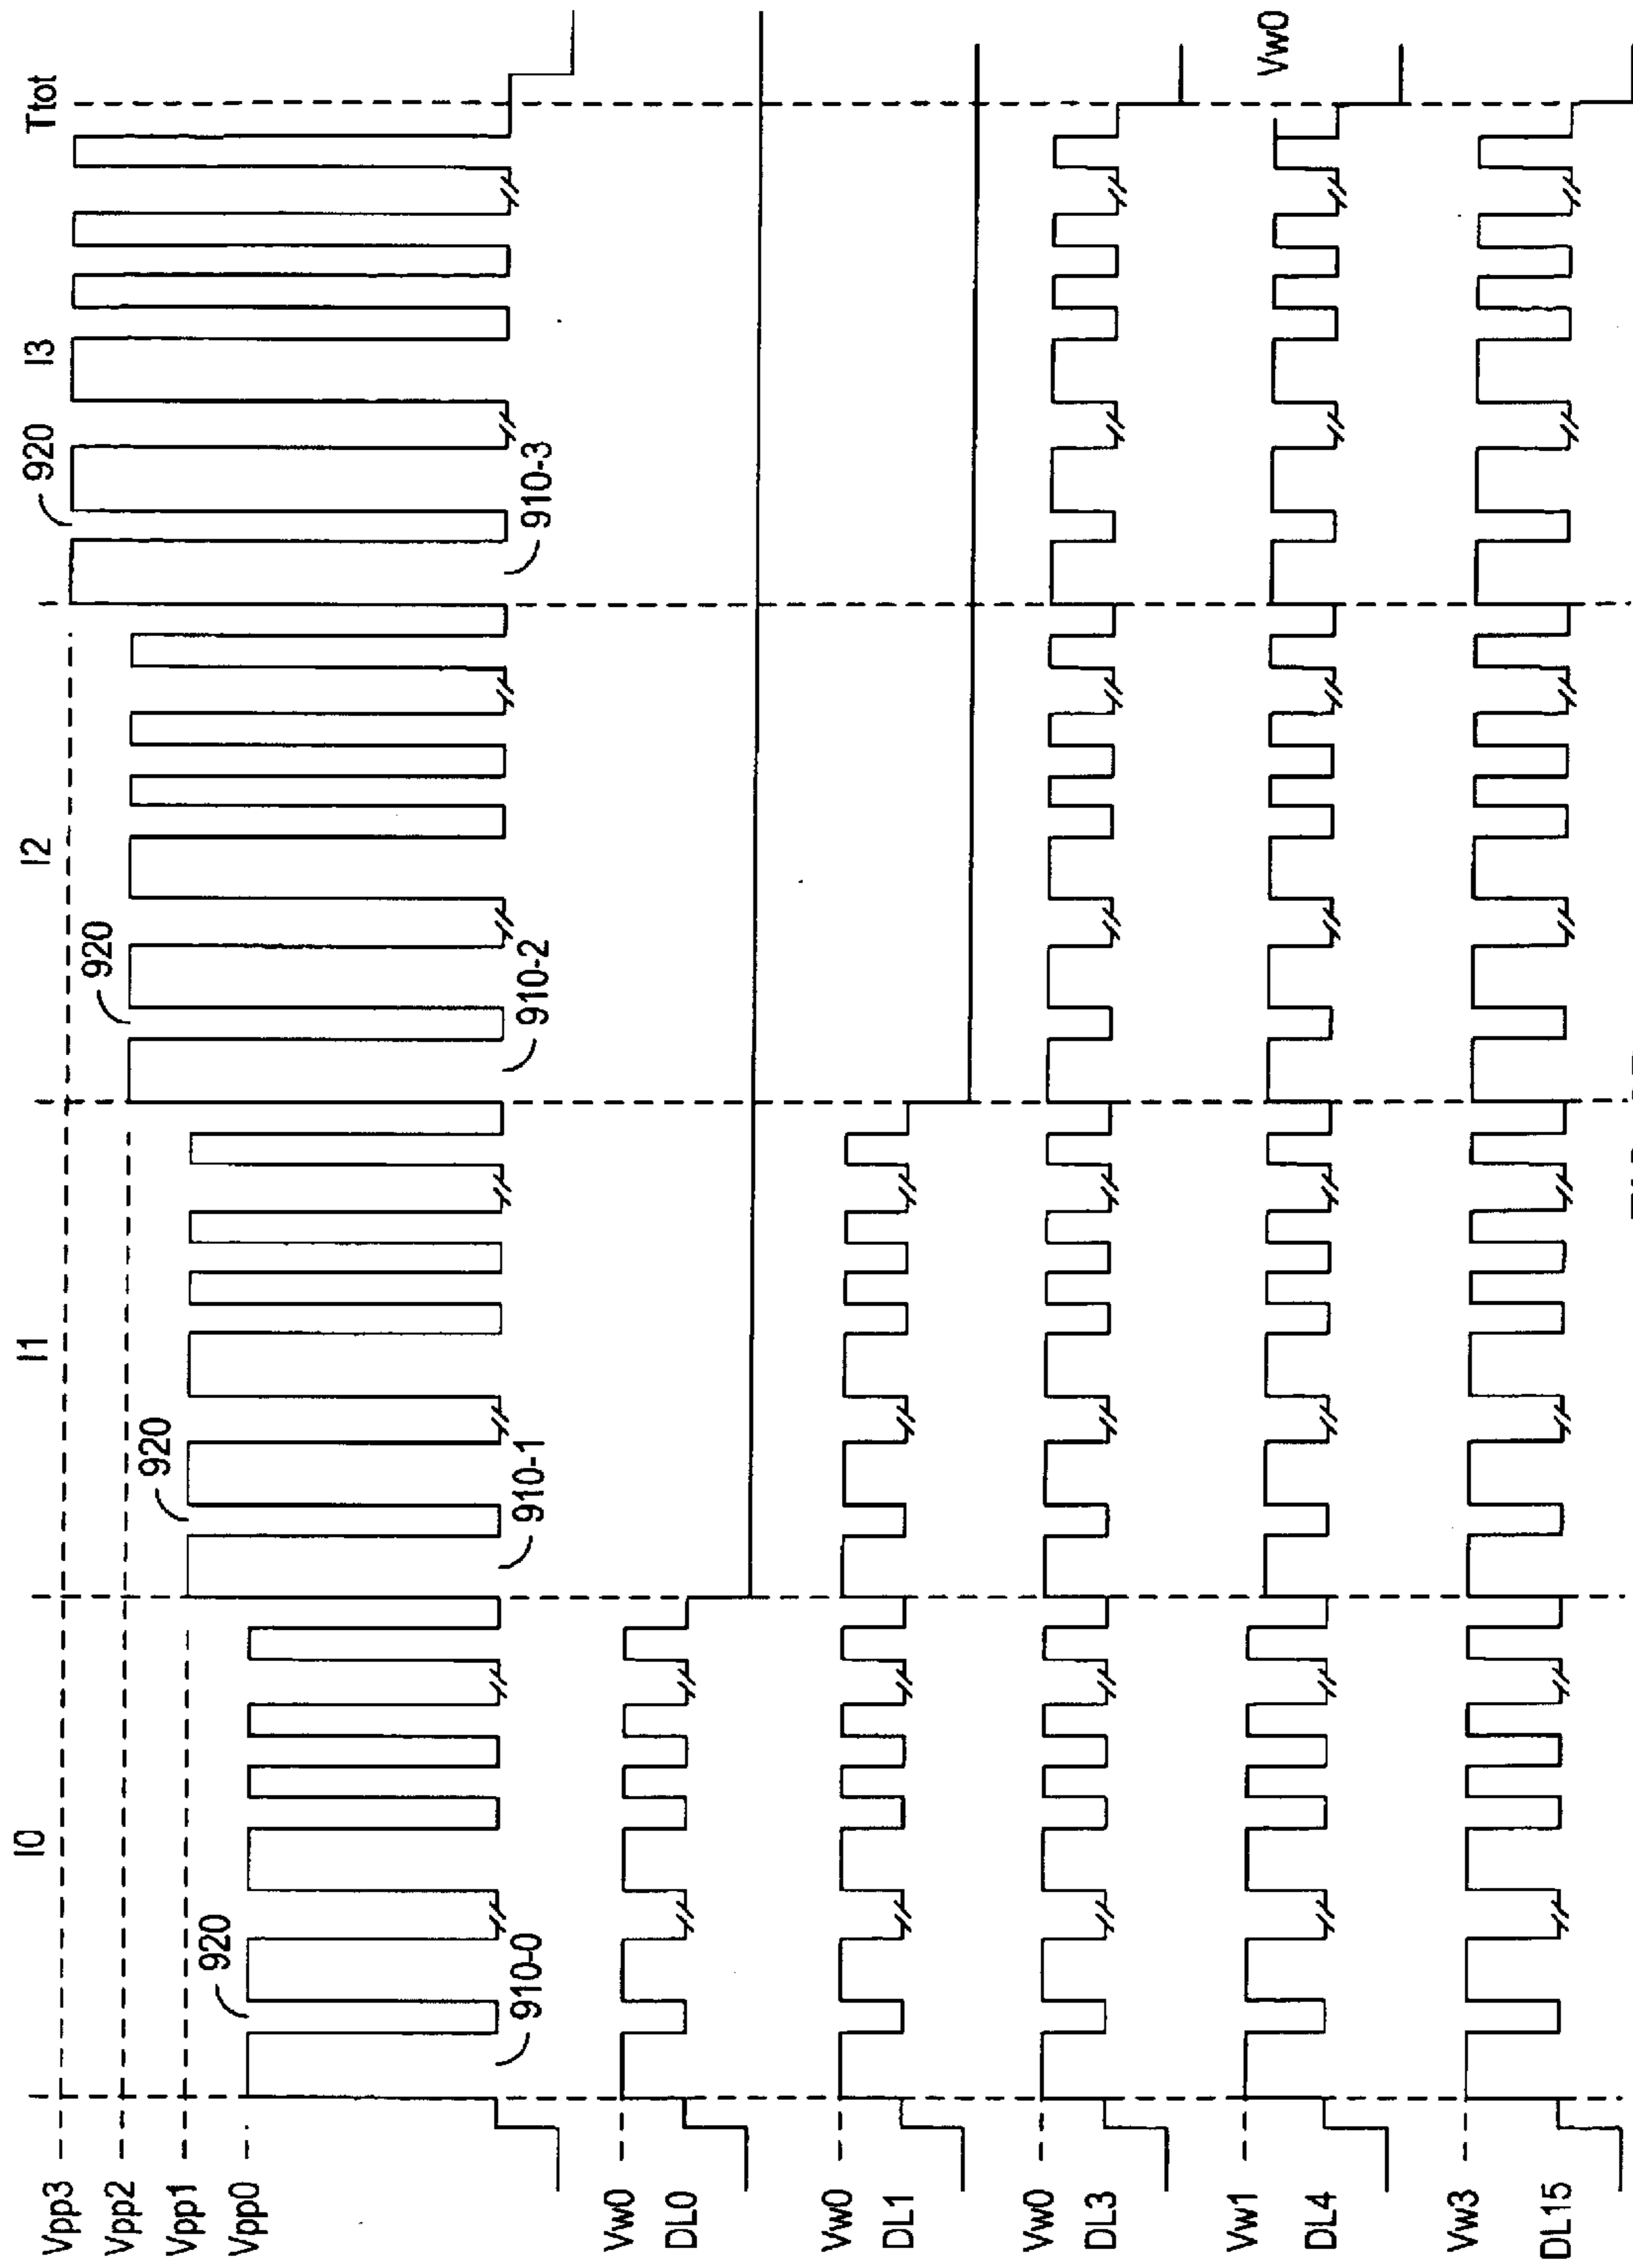 I0
I1
I2
I3
Ttot
Vpp3
Vpp2
Vpp1
Vpp0
920
920
920
920
910-0
910-1
910-2
910-3
Vw0
DL0
Vw0
DL1
Vw0
DL3
Vw1
DL4
Vw0
Vw3
DL15